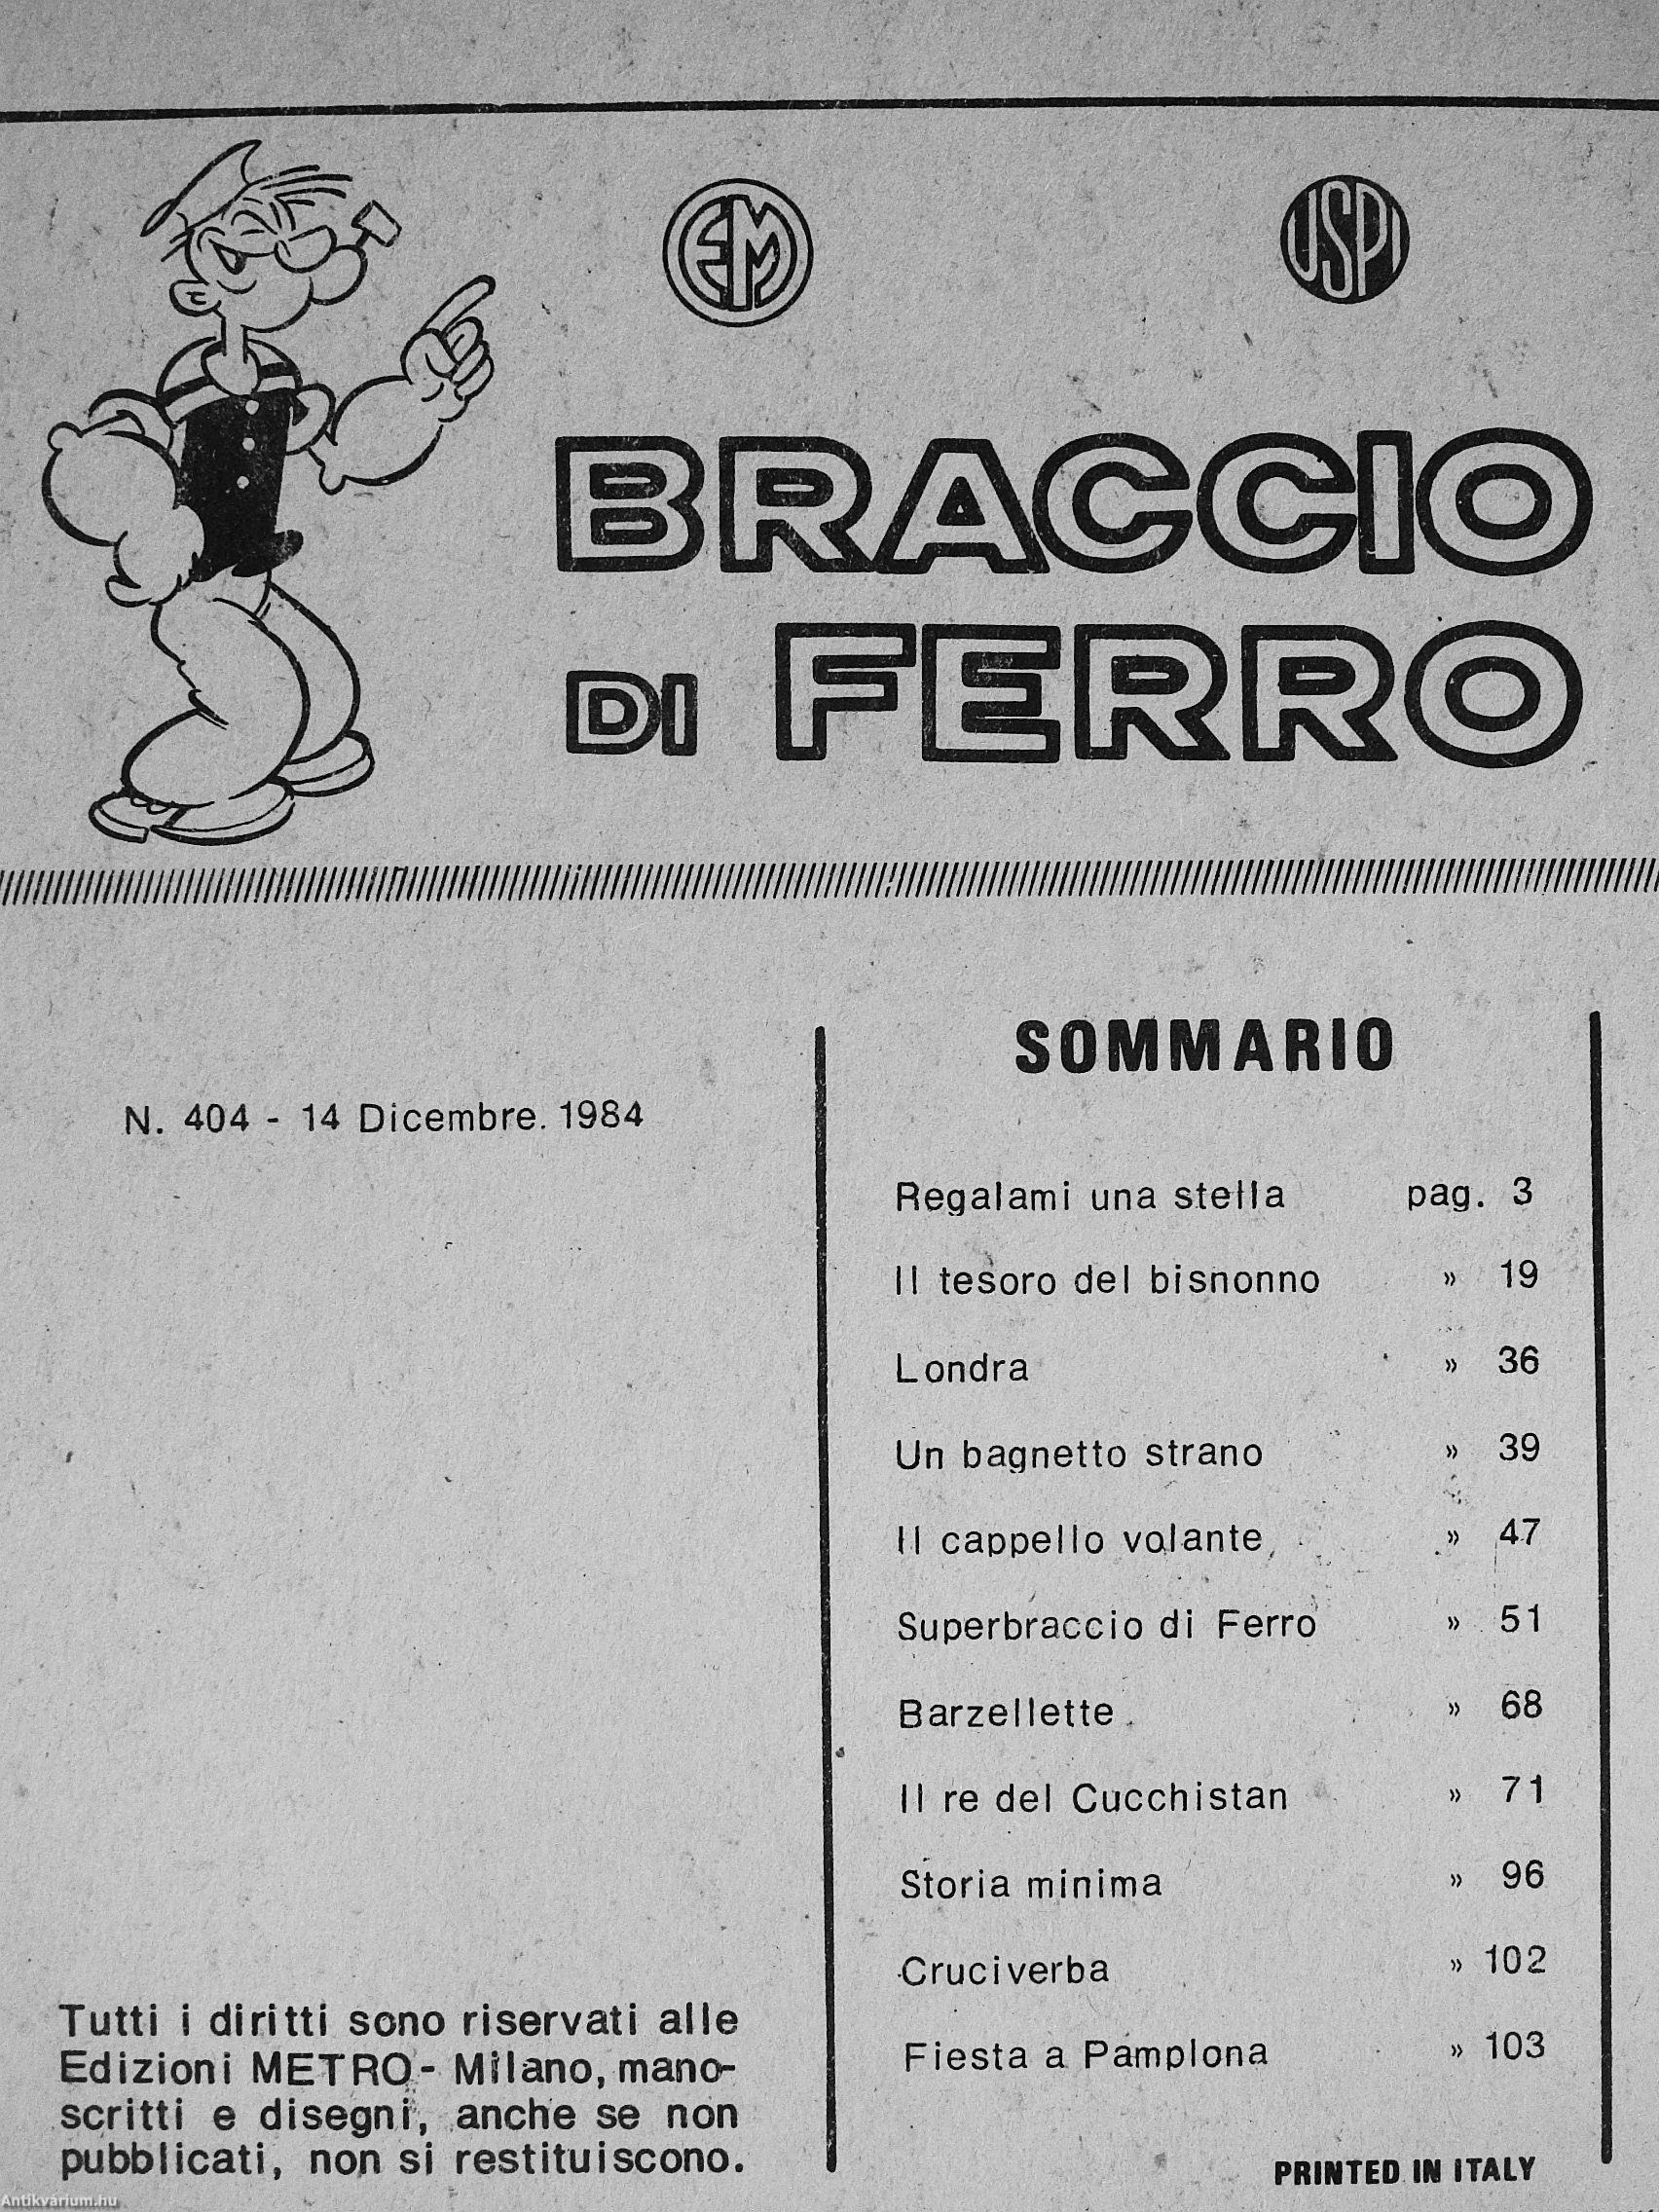 EM
USPI
BRACCIO
DI FERRO
N. 404 - 14 Dicembre. 1984
SOMMARIO
Regalami una stella pag. 3
Il tesoro del bisnonno » 19
Londra » 36
Un bagnetto strano » 39
Il cappello volante » 47
Superbraccio di Ferro » 51
Barzellette » 68
Il re del Cucchistan » 71
Storia minima » 96
Cruciverba » 102
Fiesta a Pamplona » 103
Tutti i diritti sono riservati alle
Edizioni METRO - Milano, mano-
scritti e disegni, anche se non
pubblicati, non si restituiscono.
PRINTED IN ITALY
Antikvarium.hu